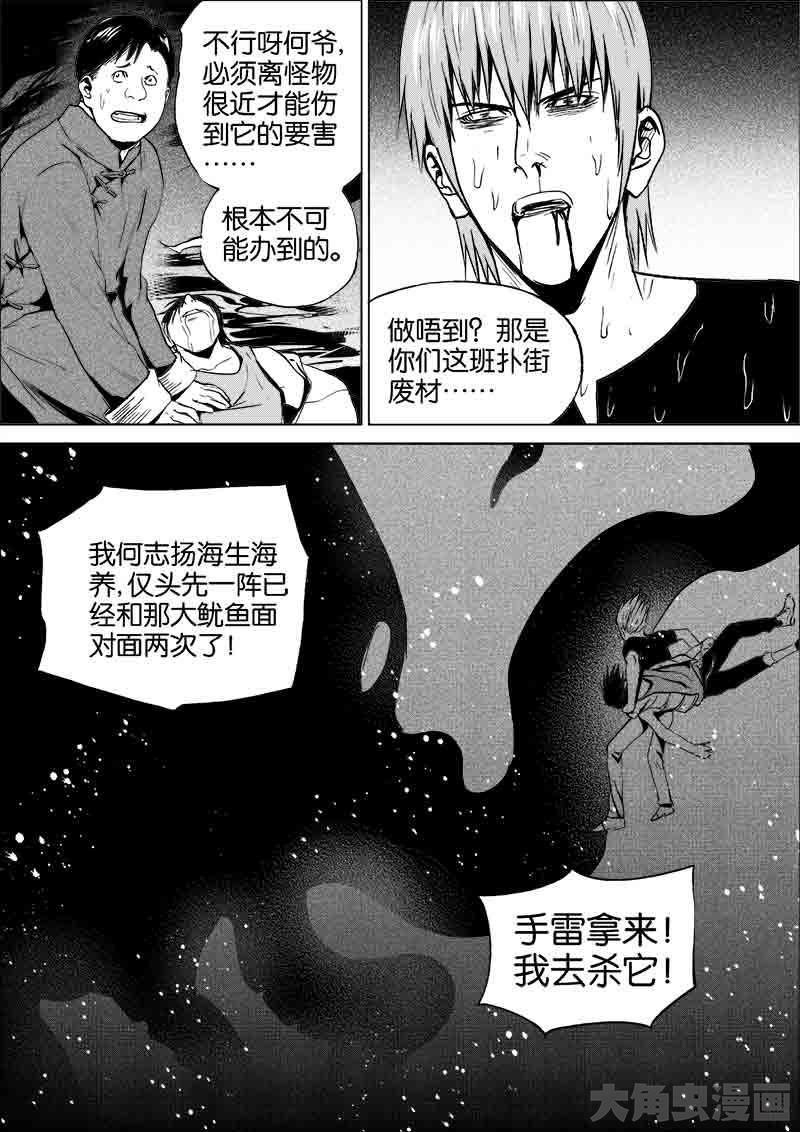 不行呀何爷，
必须离怪物
很近才能伤
到它的要害
……
根本不可
能办到的。
做唔到？那是
你们这班扑街
废材……
我何志扬海生海
养，仅头先一阵已
经和那大鱿鱼面
对面两次了！
手雷拿来！
我去杀它！
大角虫漫画